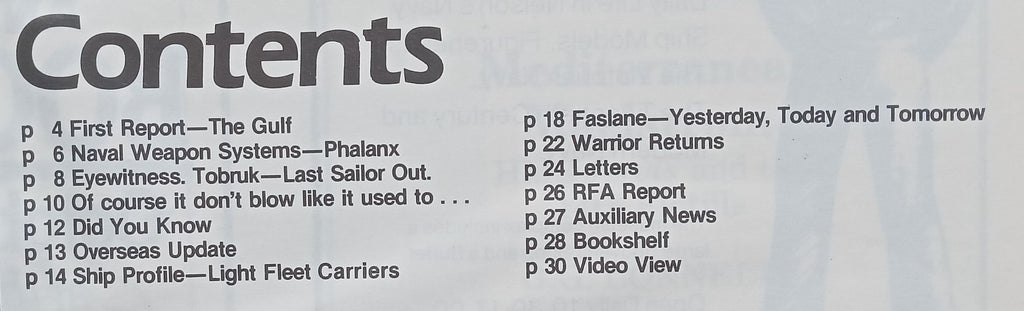 Contents
p 4 First Report—The Gulf
p 6 Naval Weapon Systems—Phalanx
p 8 Eyewitness. Tobruk—Last Sailor Out.
p 10 Of course it don't blow like it used to . . .
p 12 Did You Know
p 13 Overseas Update
p 14 Ship Profile—Light Fleet Carriers
p 18 Faslane—Yesterday, Today and Tomorrow
p 22 Warrior Returns
p 24 Letters
p 26 RFA Report
p 27 Auxiliary News
p 28 Bookshelf
p 30 Video View